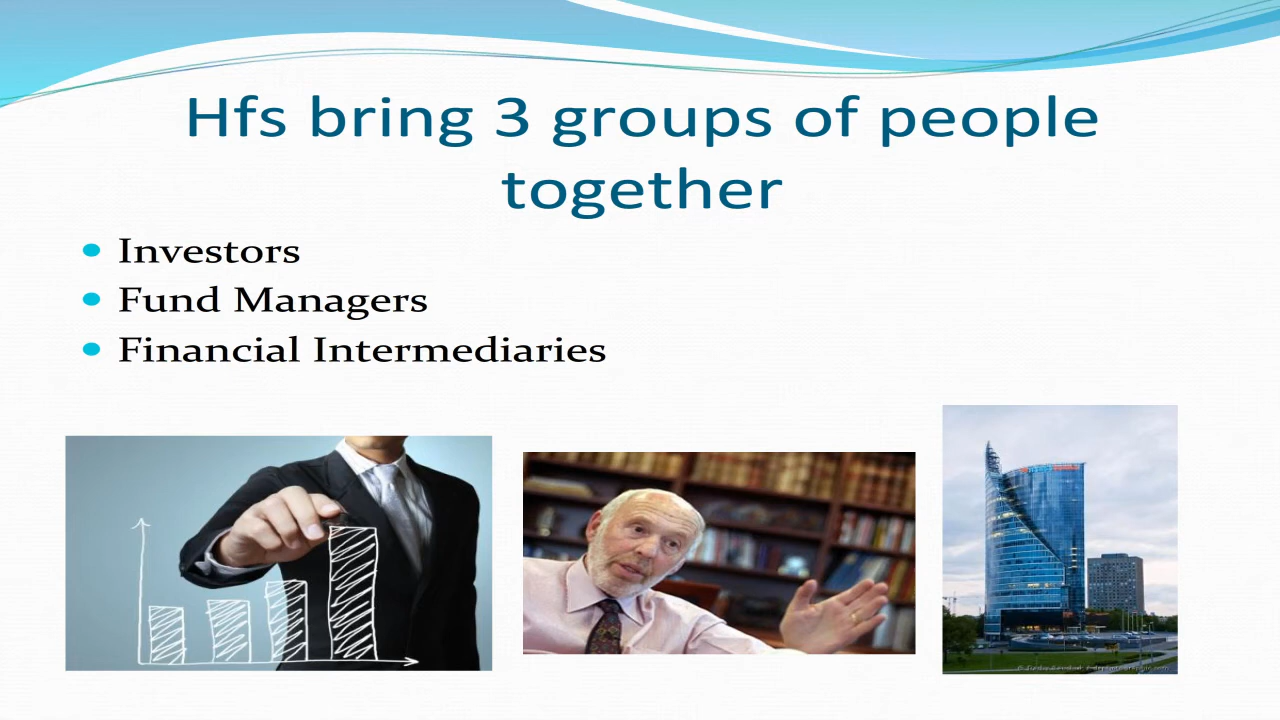 Hfs bring 3 groups of people
together
Investors
Fund Managers
Financial Intermediaries